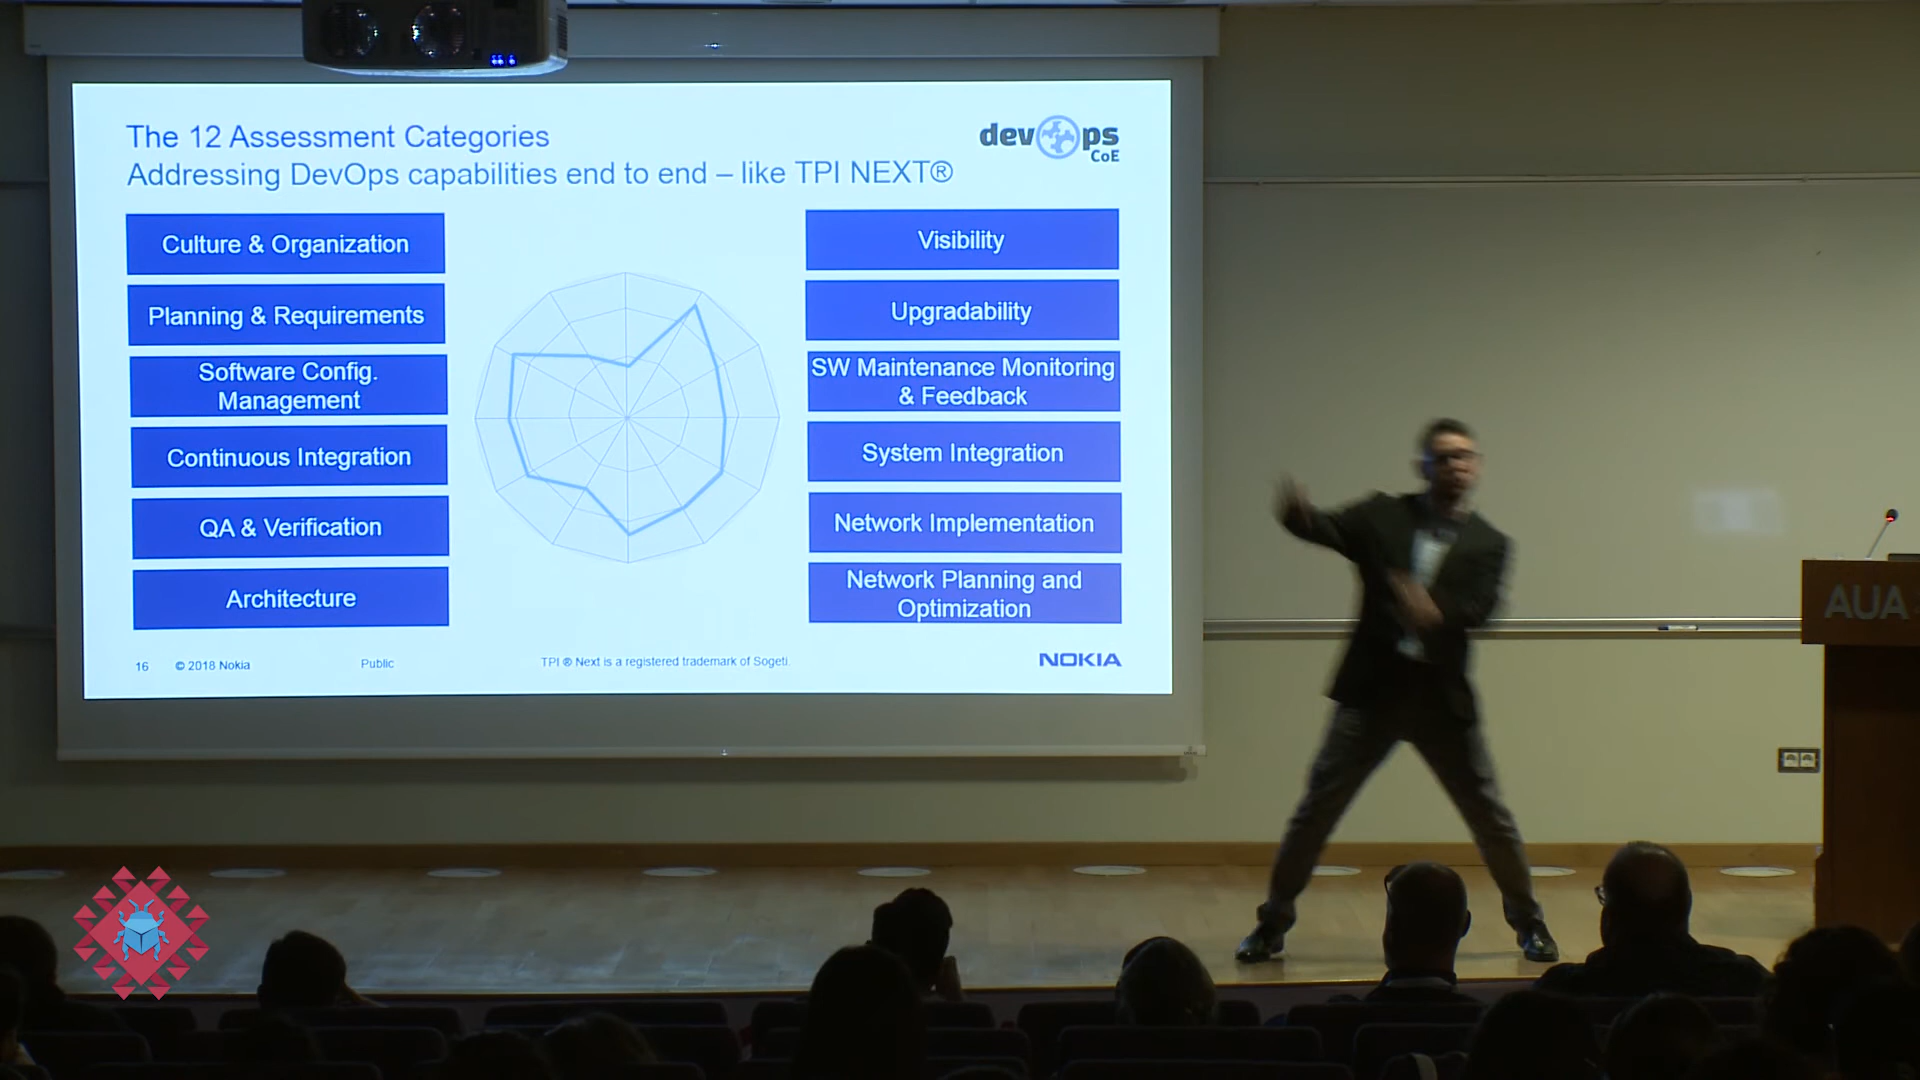 The 12 Assessment Categories
Addressing DevOps capabilities end to end – like TPI NEXT®
devOps
CoE
Culture & Organization
Planning & Requirements
Software Config.
Management
Continuous Integration
QA & Verification
Architecture
Visibility
Upgradability
SW Maintenance Monitoring
& Feedback
System Integration
Network Implementation
Network Planning and
Optimization
16 © 2018 Nokia Public TPI ® Next is a registered trademark of Sogeti.
NOKIA
AUA